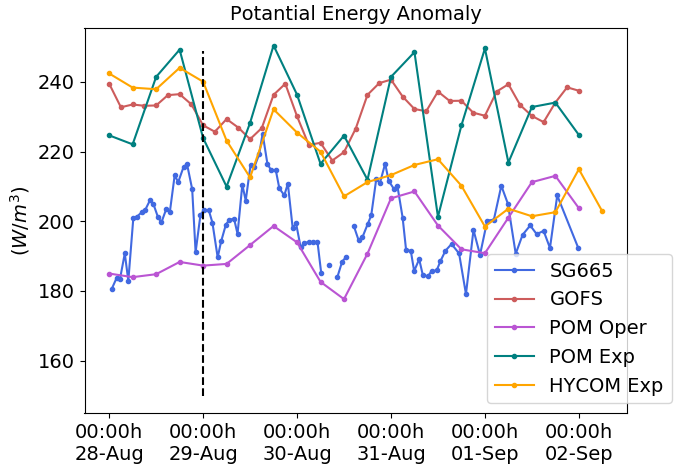 Potantial Energy Anomaly
(W/m³)
240
220
200
180
160
SG665
GOFS
POM Oper
POM Exp
HYCOM Exp
00:00h 00:00h 00:00h 00:00h 00:00h 00:00h
28-Aug 29-Aug 30-Aug 31-Aug 01-Sep 02-Sep